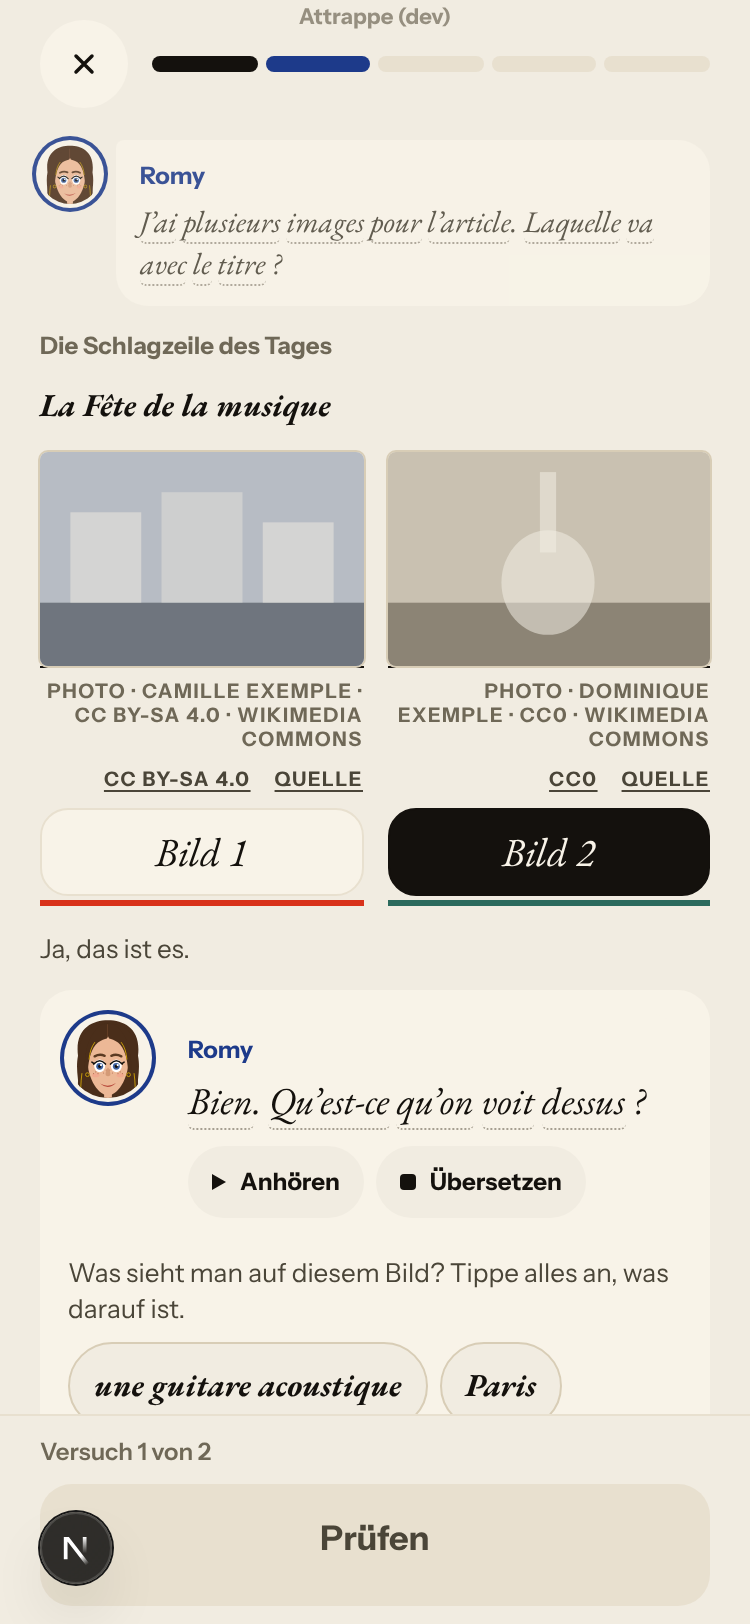 Attrappe (dev)
Romy
J’ai plusieurs images pour l’article. Laquelle va
avec le titre ?
Die Schlagzeile des Tages
La Fête de la musique
PHOTO · CAMILLE EXEMPLE ·
CC BY-SA 4.0 · WIKIMEDIA
COMMONS
CC BY-SA 4.0 QUELLE
PHOTO · DOMINIQUE
EXEMPLE · CC0 · WIKIMEDIA
COMMONS
CC0 QUELLE
Bild 1
Bild 2
Ja, das ist es.
Romy
Bien. Qu’est-ce qu’on voit dessus ?
Anhören
Übersetzen
Was sieht man auf diesem Bild? Tippe alles an, was
darauf ist.
une guitare acoustique
Paris
Versuch 1 von 2
Prüfen
N